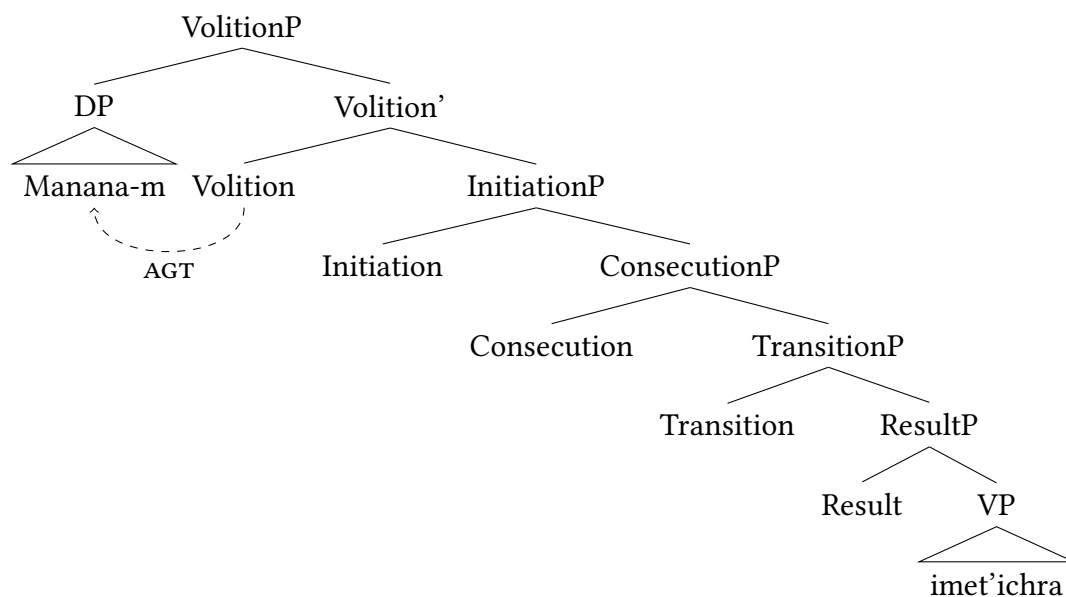 VolitionP
DP Volition’
Manana-m Volition InitiationP
AGT Initiation ConsecutionP
Consecution TransitionP
Transition ResultP
Result VP
imet’ichra